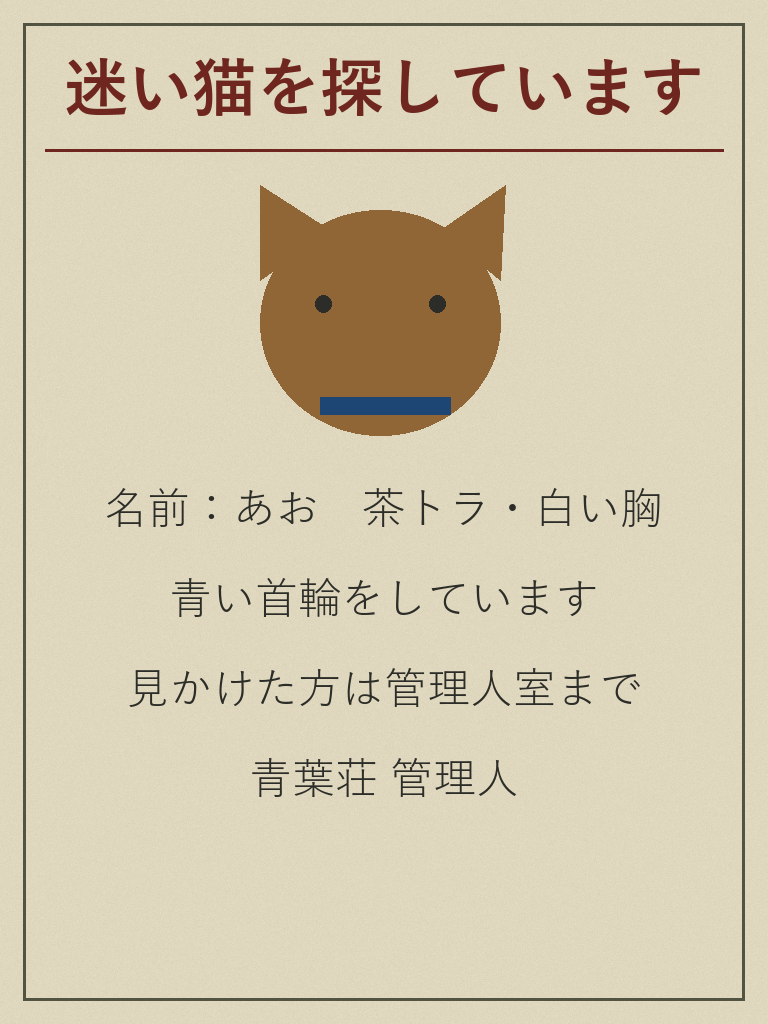 迷い猫を探しています
名前：あお　茶トラ・白い胸
青い首輪をしています
見かけた方は管理人室まで
青葉荘 管理人